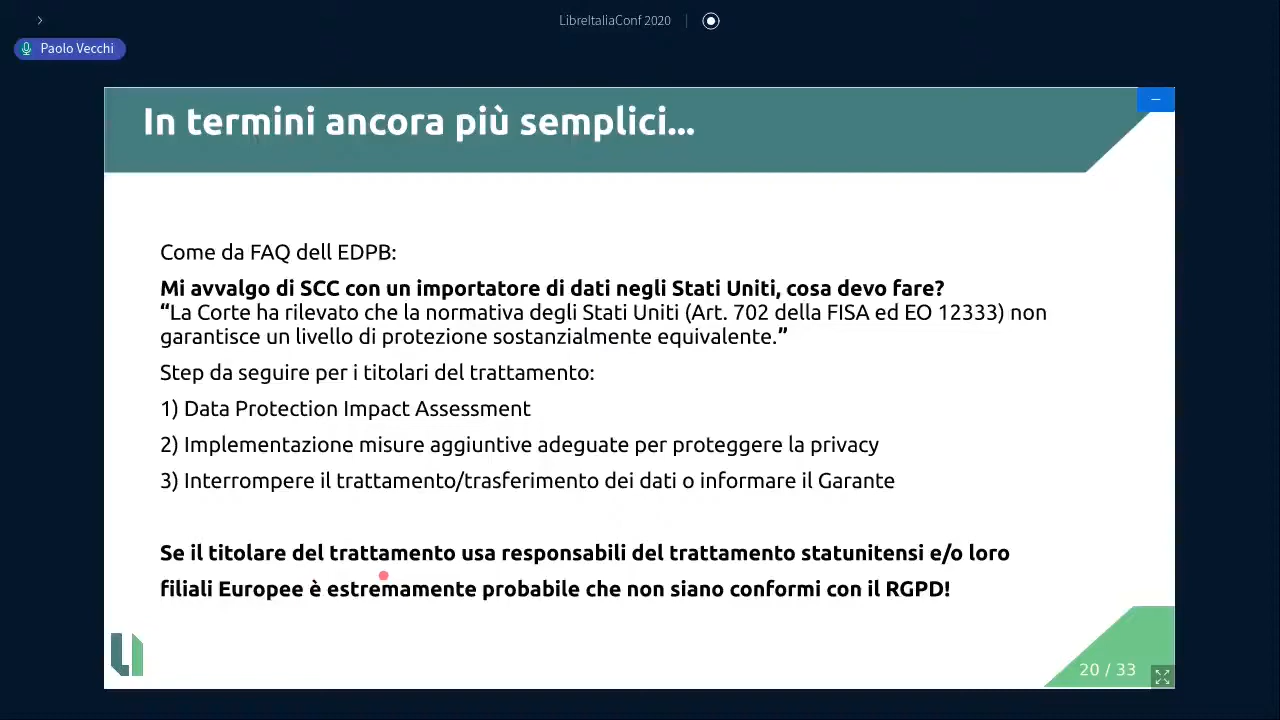 LibreItaliaConf 2020
Paolo Vecchi
In termini ancora più semplici...
Come da FAQ dell EDPB:
Mi avvalgo di SCC con un importatore di dati negli Stati Uniti, cosa devo fare?
“La Corte ha rilevato che la normativa degli Stati Uniti (Art. 702 della FISA ed EO 12333) non
garantisce un livello di protezione sostanzialmente equivalente.”
Step da seguire per i titolari del trattamento:
1) Data Protection Impact Assessment
2) Implementazione misure aggiuntive adeguate per proteggere la privacy
3) Interrompere il trattamento/trasferimento dei dati o informare il Garante
Se il titolare del trattamento usa responsabili del trattamento statunitensi e/o loro
filiali Europee è estremamente probabile che non siano conformi con il RGPD!
20 / 33